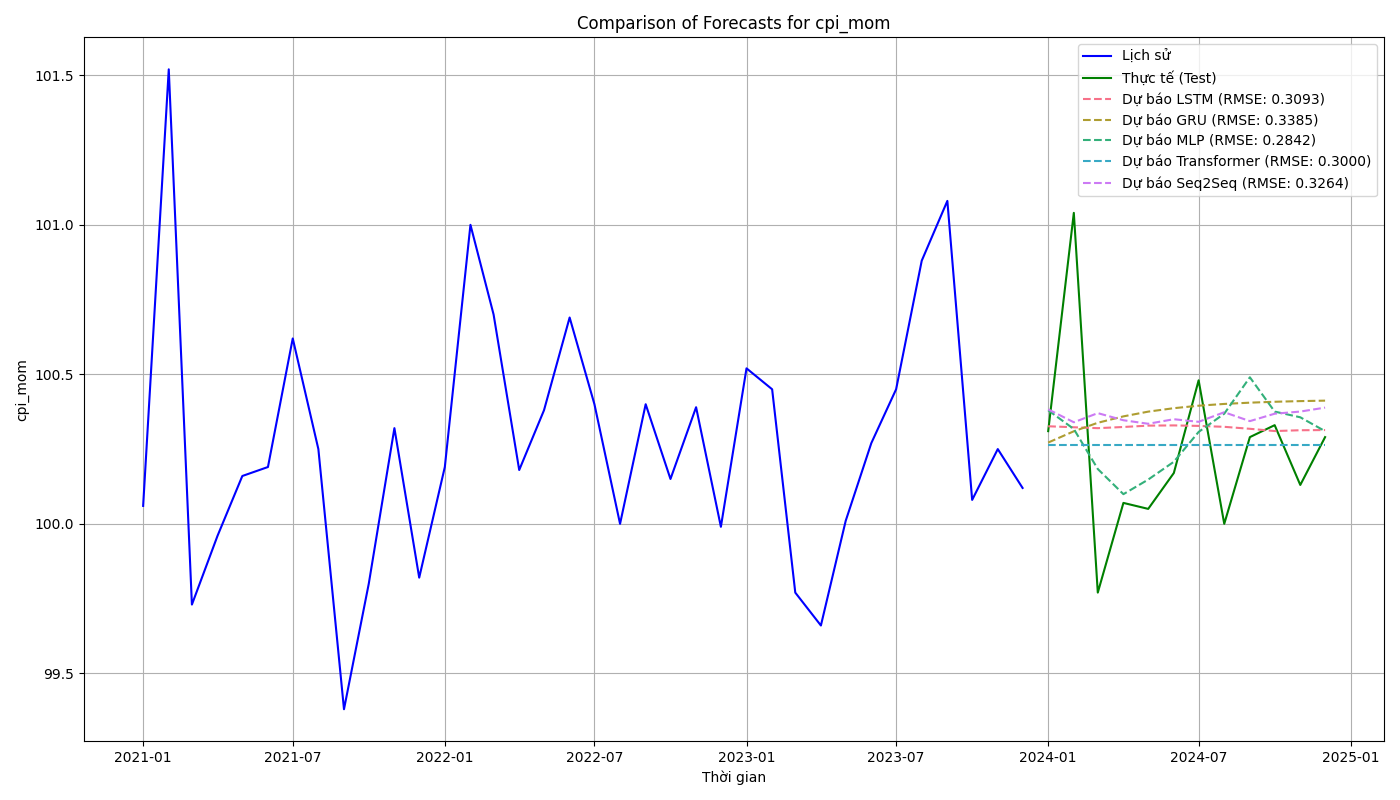 Comparison of Forecasts for cpi_mom
Lịch sử
Thực tế (Test)
Dự báo LSTM (RMSE: 0.3093)
Dự báo GRU (RMSE: 0.3385)
Dự báo MLP (RMSE: 0.2842)
Dự báo Transformer (RMSE: 0.3000)
Dự báo Seq2Seq (RMSE: 0.3264)
cpi_mom
101.5
101.0
100.5
100.0
99.5
2021-01 2021-07 2022-01 2022-07 2023-01 2023-07 2024-01 2024-07 2025-01
Thời gian